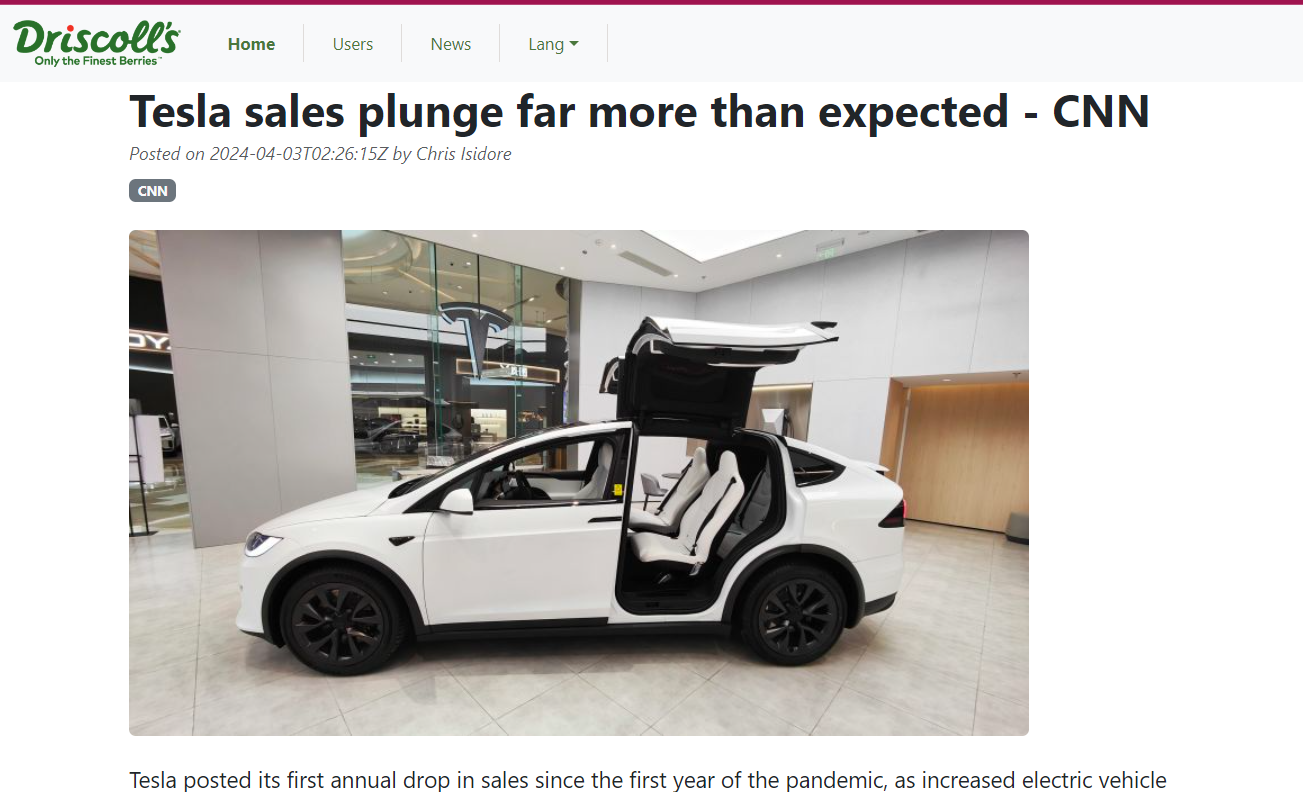 Driscoll's
Only the Finest Berries™
Home
Users
News
Lang
Tesla sales plunge far more than expected - CNN
Posted on 2024-04-03T02:26:15Z by Chris Isidore
CNN
Tesla posted its first annual drop in sales since the first year of the pandemic, as increased electric vehicle